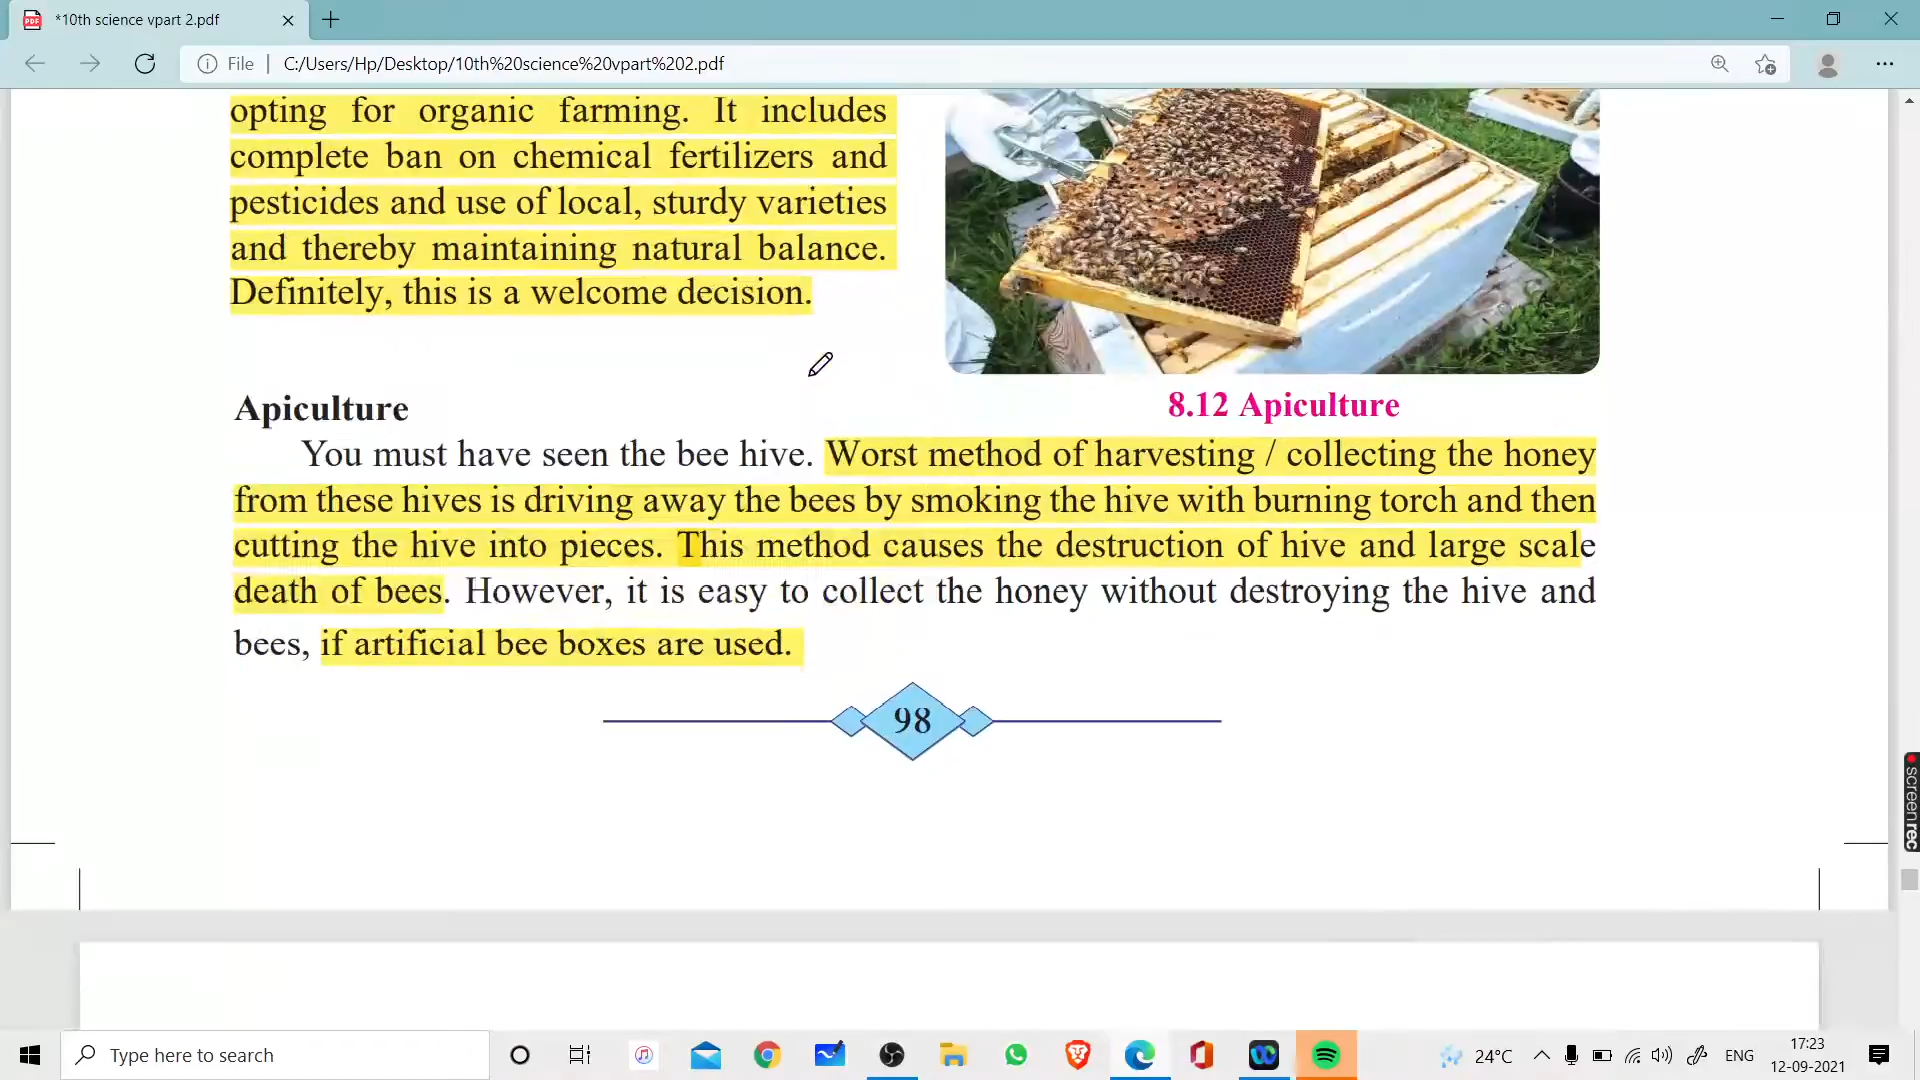 *10th science vpart 2.pdf
File
C:/Users/Hp/Desktop/10th%20science%20vpart%202.pdf
opting for organic farming. It includes
complete ban on chemical fertilizers and
pesticides and use of local, sturdy varieties
and thereby maintaining natural balance.
Definitely, this is a welcome decision.
8.12 Apiculture
Apiculture
You must have seen the bee hive. Worst method of harvesting / collecting the honey
from these hives is driving away the bees by smoking the hive with burning torch and then
cutting the hive into pieces. This method causes the destruction of hive and large scale
death of bees. However, it is easy to collect the honey without destroying the hive and
bees, if artificial bee boxes are used.
98
screenrec
Type here to search
24°C
ENG
17:23
12-09-2021